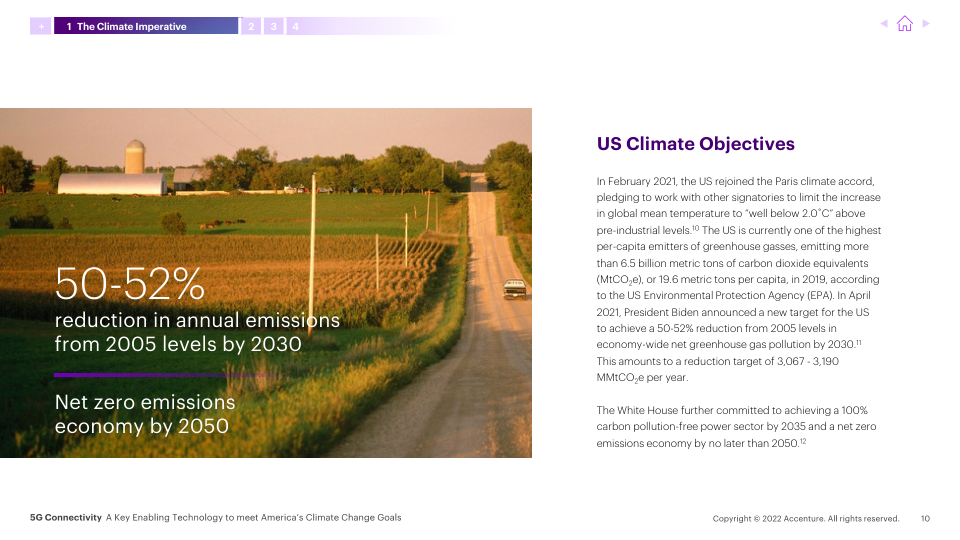 + 1 The Climate Imperative 2 3 4
50-52%
reduction in annual emissions
from 2005 levels by 2030
Net zero emissions
economy by 2050
US Climate Objectives
In February 2021, the US rejoined the Paris climate accord,
pledging to work with other signatories to limit the increase
in global mean temperature to “well below 2.0˚C” above
pre-industrial levels.¹⁰ The US is currently one of the highest
per-capita emitters of greenhouse gasses, emitting more
than 6.5 billion metric tons of carbon dioxide equivalents
(MtCO₂e), or 19.6 metric tons per capita, in 2019, according
to the US Environmental Protection Agency (EPA). In April
2021, President Biden announced a new target for the US
to achieve a 50-52% reduction from 2005 levels in
economy-wide net greenhouse gas pollution by 2030.¹¹
This amounts to a reduction target of 3,067 - 3,190
MMtCO₂e per year.
The White House further committed to achieving a 100%
carbon pollution-free power sector by 2035 and a net zero
emissions economy by no later than 2050.¹²
5G Connectivity A Key Enabling Technology to meet America’s Climate Change Goals
Copyright © 2022 Accenture. All rights reserved. 10